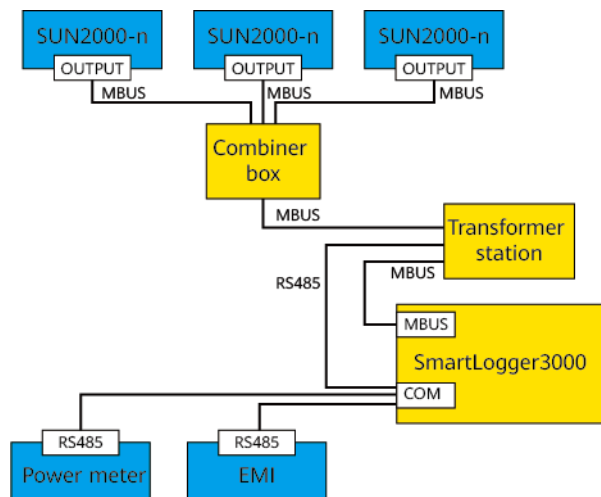 SUN2000-n
SUN2000-n
SUN2000-n
OUTPUT
OUTPUT
OUTPUT
MBUS
MBUS
MBUS
Combiner
box
MBUS
Transformer
station
MBUS
RS485
MBUS
SmartLogger3000
COM
RS485
RS485
Power meter
EMI